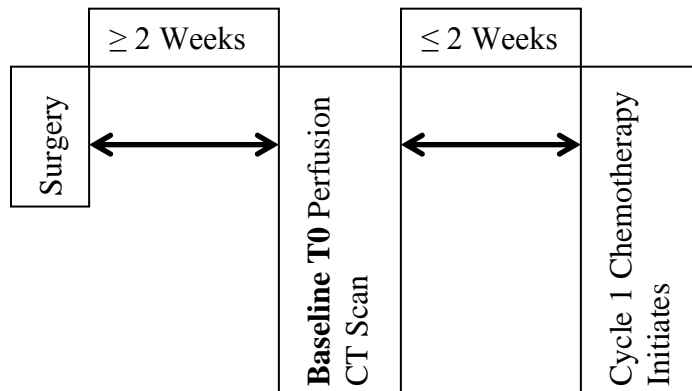 ≥ 2 Weeks
≤ 2 Weeks
Surgery
Baseline T0 Perfusion
CT Scan
Cycle 1 Chemotherapy
Initiates